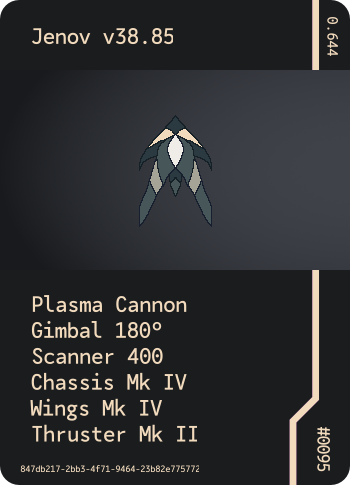 Jenov v38.85
0.644
Plasma Cannon
Gimbal 180°
Scanner 400
Chassis Mk IV
Wings Mk IV
Thruster Mk II
#0095
847db217-2bb3-4f71-9464-23b82e775772